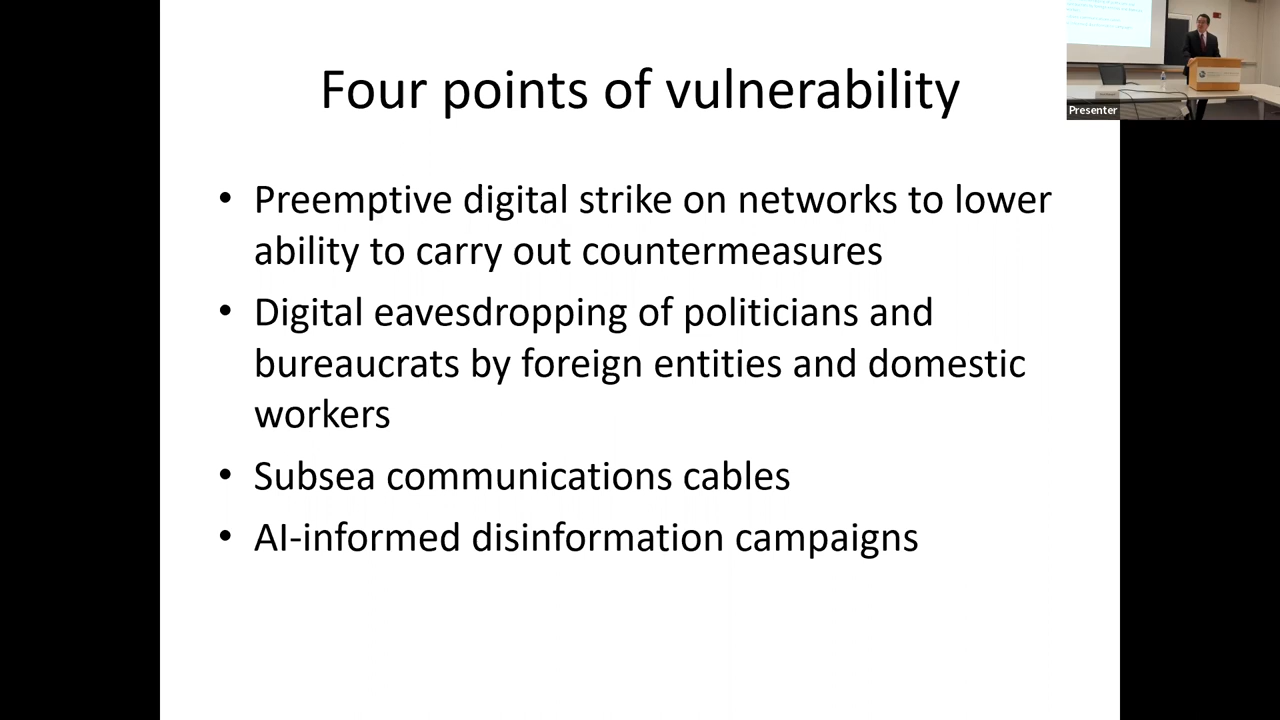 Four points of vulnerability
• Preemptive digital strike on networks to lower
ability to carry out countermeasures
• Digital eavesdropping of politicians and
bureaucrats by foreign entities and domestic
workers
• Subsea communications cables
• AI-informed disinformation campaigns
Presenter